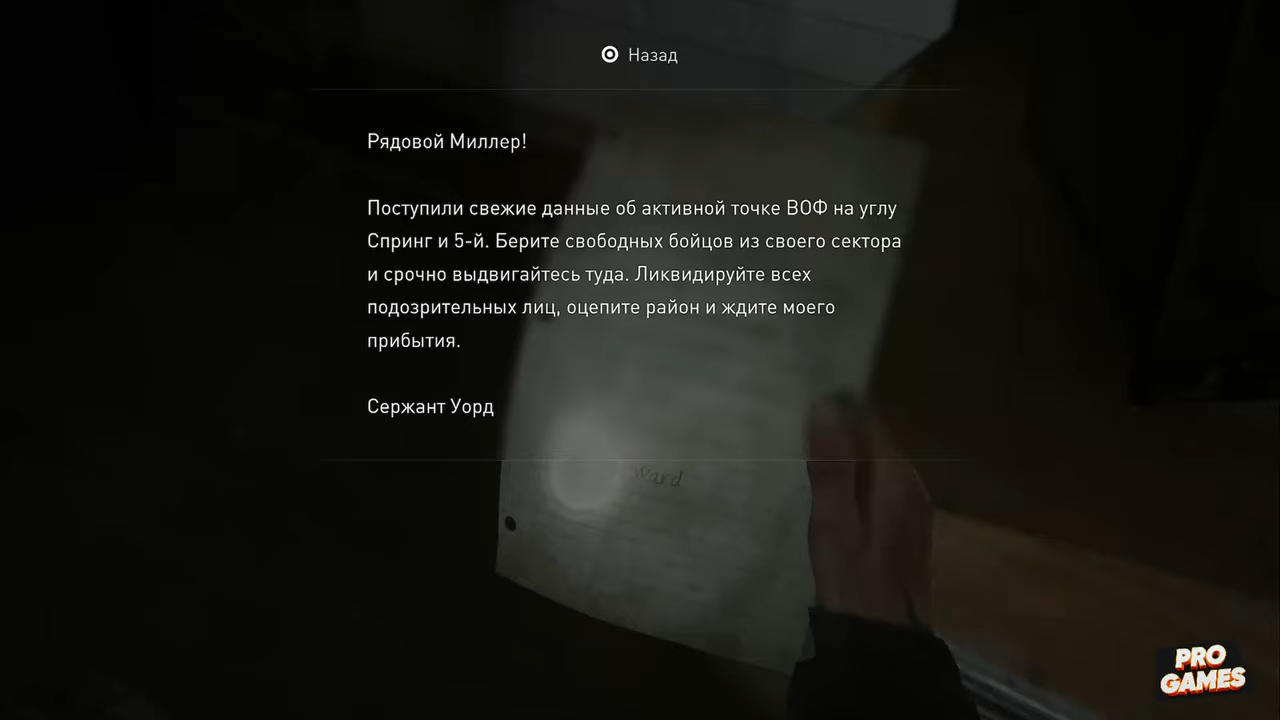 Назад
Рядовой Миллер!
Поступили свежие данные об активной точке ВОФ на углу
Спринг и 5-й. Берите свободных бойцов из своего сектора
и срочно выдвигайтесь туда. Ликвидируйте всех
подозрительных лиц, оцепите район и ждите моего
прибытия.
Сержант Уорд
ward
PRO
GAMES